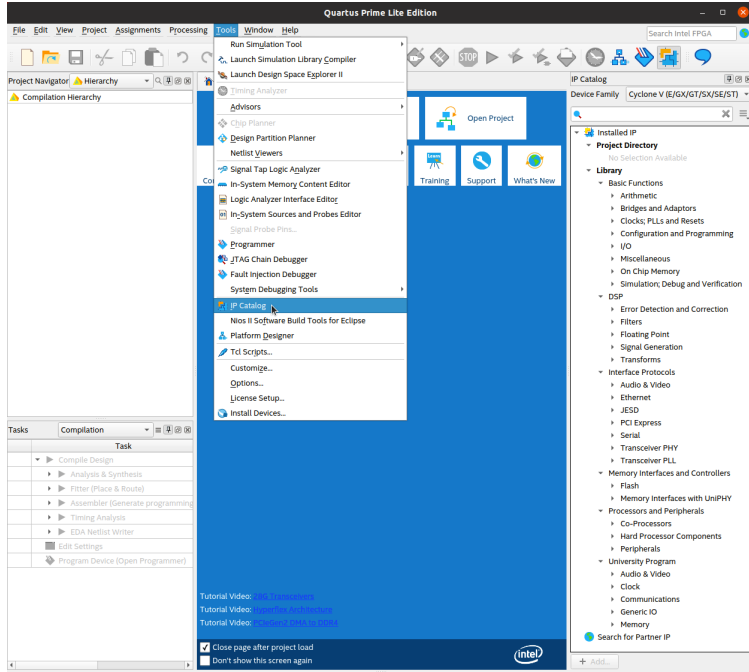 Quartus Prime Lite Edition
File Edit View Project Assignments Processing Tools Window Help
Search Intel FPGA
Project Navigator Hierarchy
Compilation Hierarchy
Run Simulation Tool
Launch Simulation Library Compiler
Launch Design Space Explorer II
Timing Analyzer
Advisors
Chip Planner
Design Partition Planner
Netlist Viewers
Signal Tap Logic Analyzer
In-System Memory Content Editor
Logic Analyzer Interface Editor
In-System Sources and Probes Editor
Signal Probe Pins...
Programmer
JTAG Chain Debugger
Fault Injection Debugger
System Debugging Tools
IP Catalog
Nios II Software Build Tools for Eclipse
Platform Designer
Tcl Scripts...
Customize...
Options...
License Setup...
Install Devices...
STOP
Open Project
Training
Support
What's New
IP Catalog
Device Family Cyclone V (E/GX/GT/SX/SE/ST)
Installed IP
Project Directory
No Selection Available
Library
Basic Functions
Arithmetic
Bridges and Adaptors
Clocks; PLLs and Resets
Configuration and Programming
I/O
Miscellaneous
On Chip Memory
Simulation; Debug and Verification
DSP
Error Detection and Correction
Filters
Floating Point
Signal Generation
Transforms
Interface Protocols
Audio & Video
Ethernet
JESD
PCI Express
Serial
Transceiver PHY
Transceiver PLL
Memory Interfaces and Controllers
Flash
Memory Interfaces with UniPHY
Processors and Peripherals
Co-Processors
Hard Processor Components
Peripherals
University Program
Audio & Video
Clock
Communications
Generic IO
Memory
Search for Partner IP
+ Add...
Tasks Compilation
Task
Compile Design
Analysis & Synthesis
Fitter (Place & Route)
Assembler (Generate programming
Timing Analysis
EDA Netlist Writer
Edit Settings
Program Device (Open Programmer)
Tutorial Video: 28G Transceivers
Tutorial Video: Hyperflex Architecture
Tutorial Video: PCIeGen2 DMA to DDR4
Close page after project load
Don't show this screen again
intel